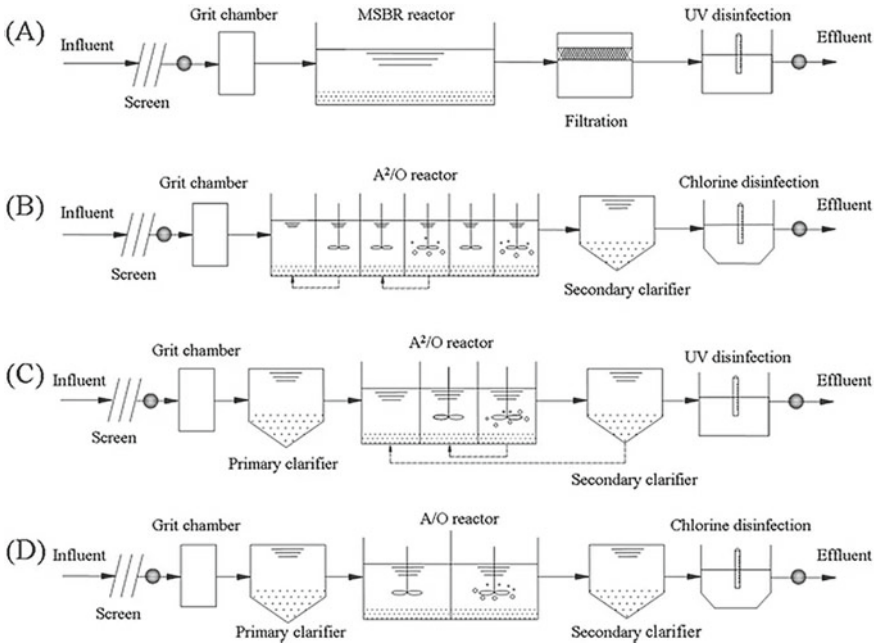 (A)
Influent
Screen
Grit chamber
MSBR reactor
Filtration
UV disinfection
Effluent
(B)
Influent
Screen
Grit chamber
A²/O reactor
Secondary clarifier
Chlorine disinfection
Effluent
(C)
Influent
Screen
Grit chamber
Primary clarifier
A²/O reactor
Secondary clarifier
UV disinfection
Effluent
(D)
Influent
Screen
Grit chamber
Primary clarifier
A/O reactor
Secondary clarifier
Chlorine disinfection
Effluent